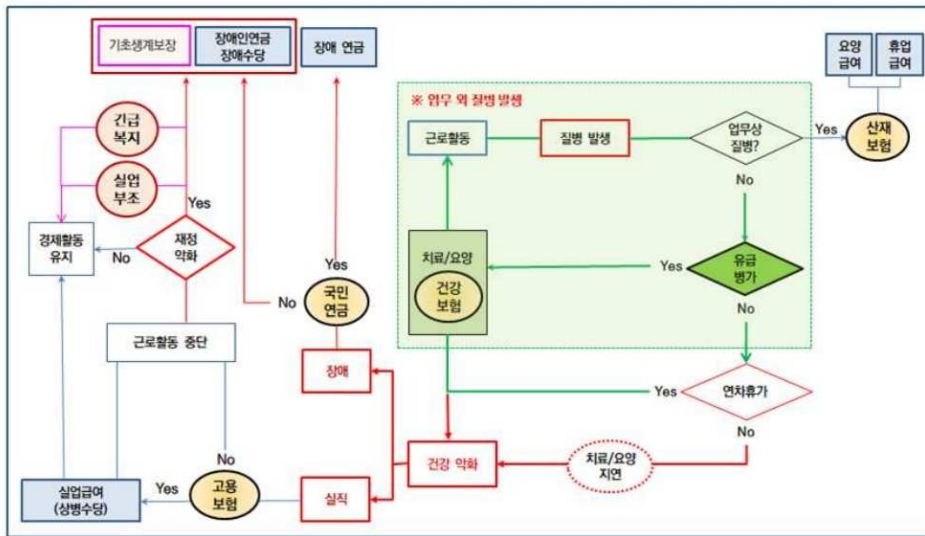 기초생계보장
장애인연금
장애수당
장애 연금
요양
급여
휴업
급여
※ 업무 외 질병 발생
긴급
복지
근로활동
질병 발생
업무상
질병?
Yes
산재
보험
실업
부조
No
Yes
경제활동
유지
No
재정
악화
치료/요양
건강
보험
Yes
유급
병가
Yes
No
국민
연금
No
근로활동 중단
장애
Yes
연차휴가
No
No
건강 악화
치료/요양
지연
실업급여
(상병수당)
Yes
고용
보험
실직